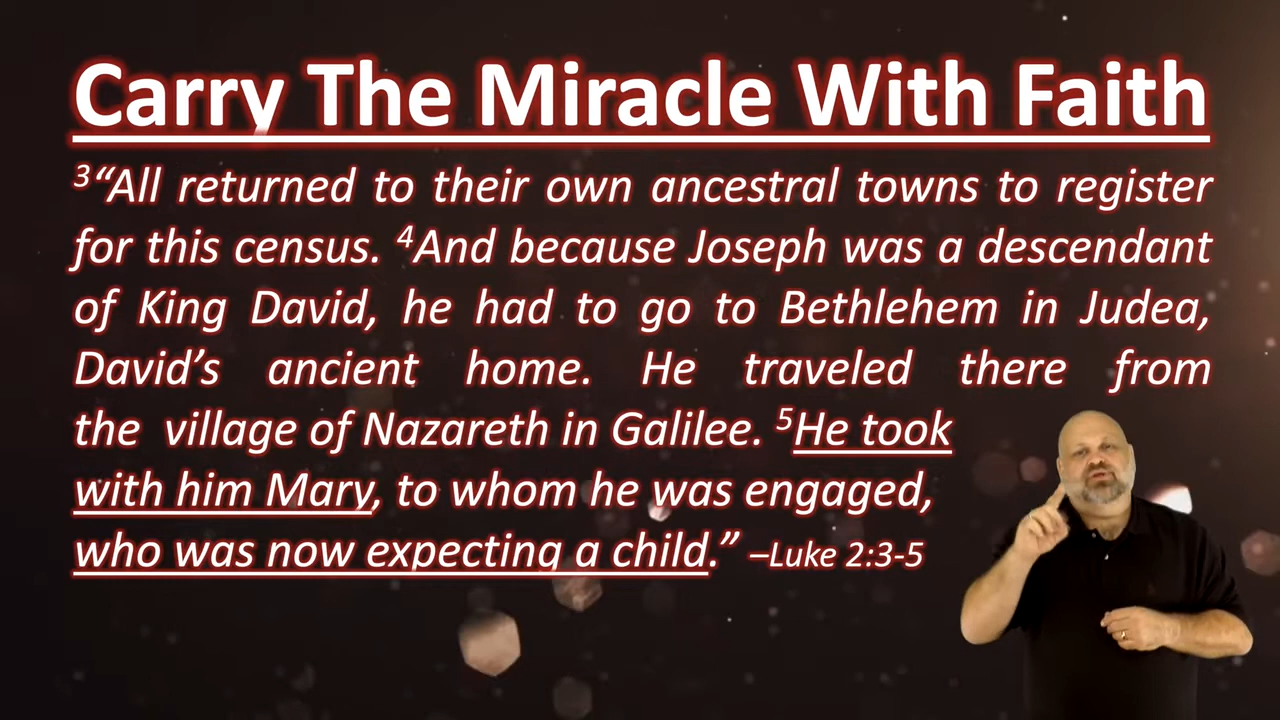 Carry The Miracle With Faith
3“All returned to their own ancestral towns to register
for this census. 4And because Joseph was a descendant
of King David, he had to go to Bethlehem in Judea,
David’s ancient home. He traveled there from
the village of Nazareth in Galilee. 5He took
with him Mary, to whom he was engaged,
who was now expecting a child.” –Luke 2:3-5